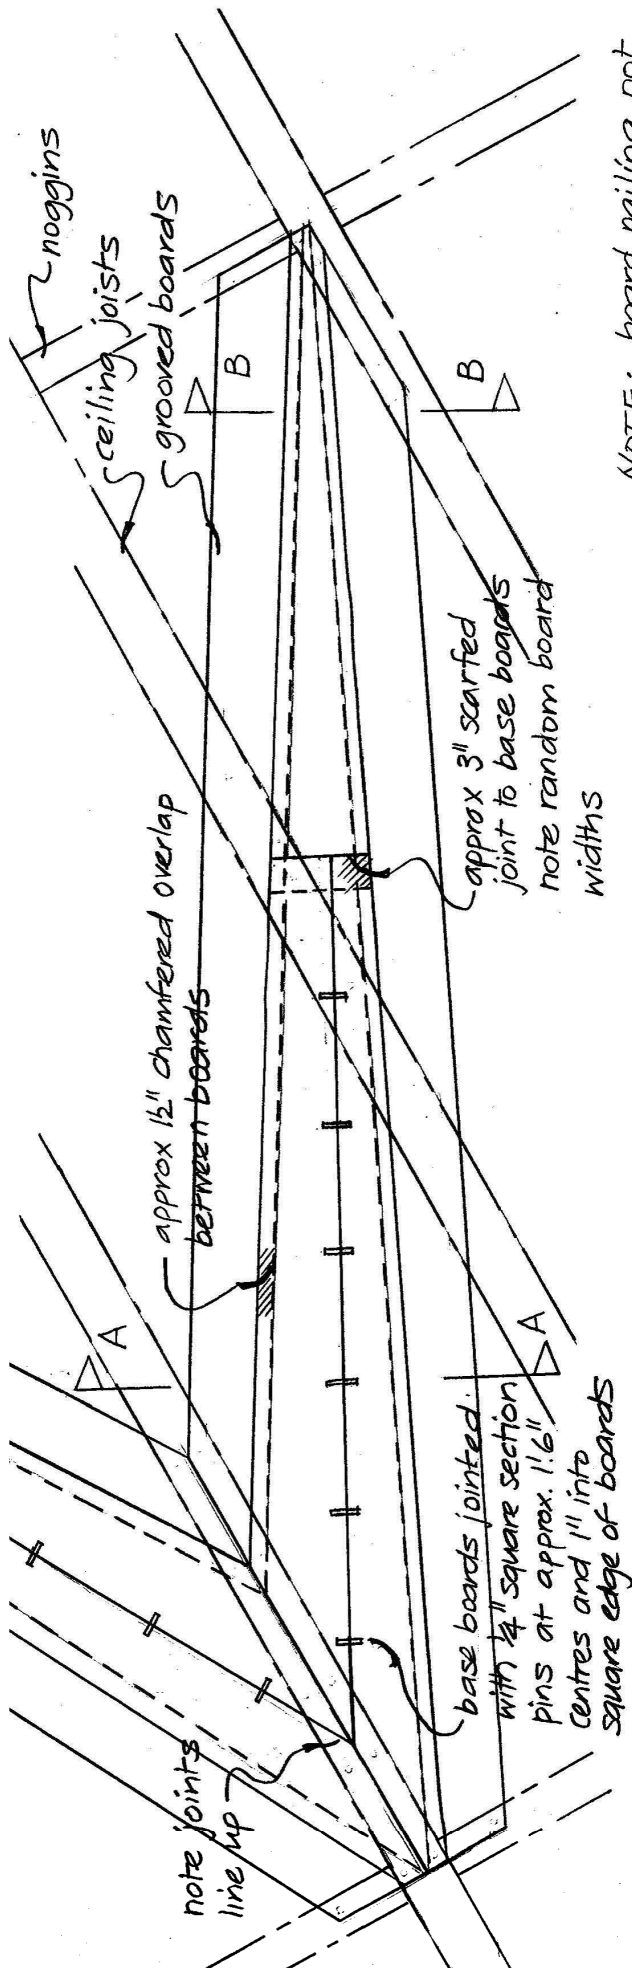 noggins
ceiling joists
grooved boards
B
B
approx 1½" chamfered overlap
between boards
approx 3" scarfed
joint to base boards
note random board
widths
A
A
note joints
line up
base boards jointed
with ¼" square section
pins at approx. 1'6"
centres and 1" into
square edge of boards
NOTE: board nailing not